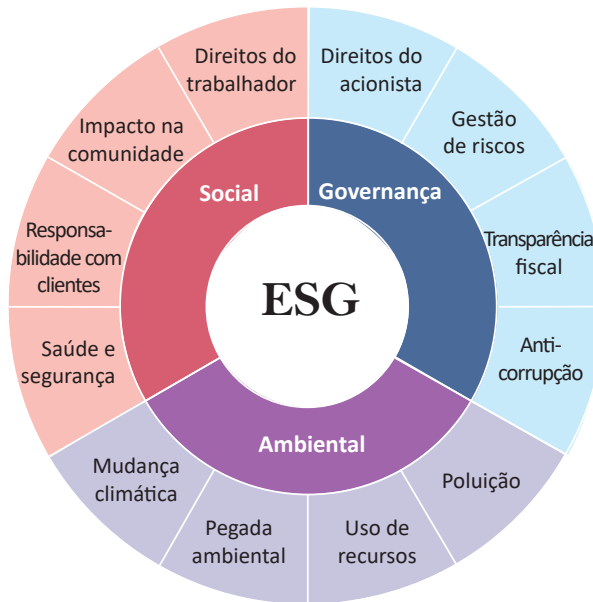 Direitos do
trabalhador
Direitos do
acionista
Gestão
de riscos
Transparência
fiscal
Anti-
corrupção
Poluição
Uso de
recursos
Pegada
ambiental
Mudança
climática
Saúde e
segurança
Responsa-
bilidade com
clientes
Impacto na
comunidade
Social
Governança
Ambiental
ESG